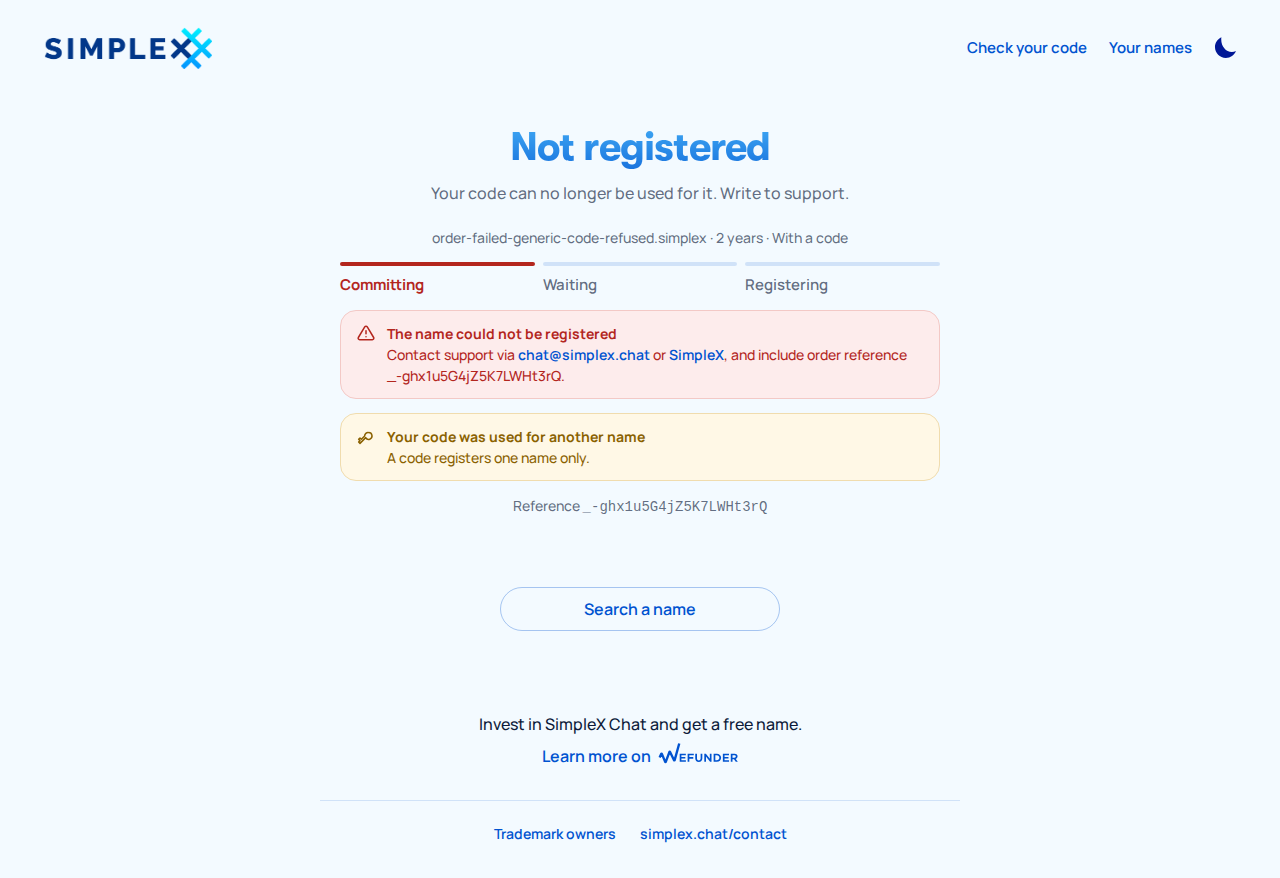 SIMPLEX
Check your code
Your names
Not registered
Your code can no longer be used for it. Write to support.
order-failed-generic-code-refused.simplex · 2 years · With a code
Committing
Waiting
Registering
The name could not be registered
Contact support via chat@simplex.chat or SimpleX, and include order reference
_-ghx1u5G4jZ5K7LWHt3rQ.
Your code was used for another name
A code registers one name only.
Reference _-ghx1u5G4jZ5K7LWHt3rQ
Search a name
Invest in SimpleX Chat and get a free name.
Learn more on WEFUNDER
Trademark owners
simplex.chat/contact